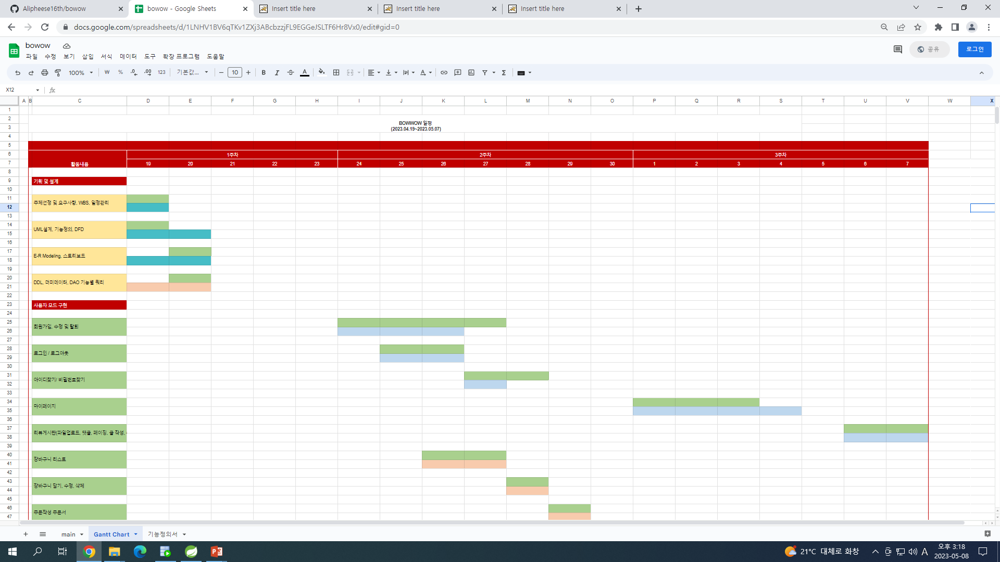 Alipheese16th/bowow
bowow - Google Sheets
Insert title here
Insert title here
Insert title here
docs.google.com/spreadsheets/d/1LNHV1BV6qTKv1ZXj3ABcbzzjFL9EGGeJSLTF6Hr8Vx0/edit#gid=0
bowow
파일 수정 보기 삽입 서식 데이터 도구 확장 프로그램 도움말
공유
로그인
100% ₩ % .0 .00 123 기본값... 10 B I A
X12 fx
A B C D E F G H I J K L M N O P Q R S T U V W X
1
2
BOWWOW 일정
3
(2023.04.19~2023.05.07)
4
5
6 1주차 2주차 3주차
7 활동내용 19 20 21 22 23 24 25 26 27 28 29 30 1 2 3 4 5 6 7
8
9 기획 및 설계
10
11
주제선정 및 요구사항, WBS, 일정관리
12
13
14
UML설계, 기능정의, DFD
15
16
17
E-R Modeling, 스토리보드
18
19
20
DDL, 더미데이터, DAO 기능별 쿼리
21
22
23 사용자 모드 구현
24
25
회원가입, 수정 및 탈퇴
26
27
28
로그인 / 로그아웃
29
30
31
아이디찾기/ 비밀번호찾기
32
33
34
마이페이지
35
36
37
리뷰게시판(파일업로드, 댓글, 페이징, 글 작성,
38
39
40
장바구니 리스트
41
42
43
장바구니 담기, 수정, 삭제
44
45
46
주문작성 주문서
47
main Gantt Chart 기능정의서
21°C 대체로 화창
A
오후 3:18
2023-05-08